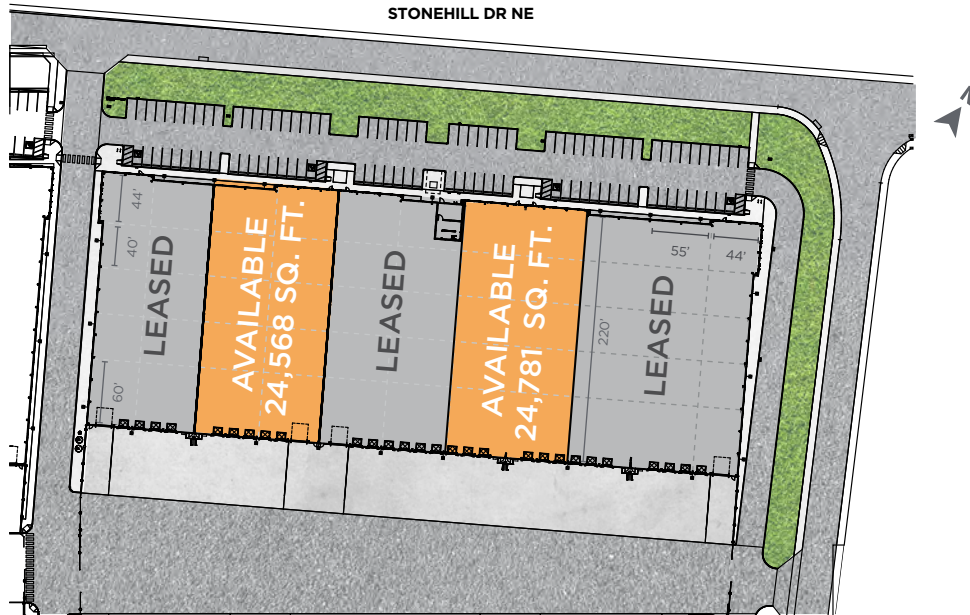 STONEHILL DR NE
N
44'
40'
60'
LEASED
AVAILABLE
24,568 SQ. FT.
LEASED
AVAILABLE
24,781 SQ. FT.
220'
55'
44'
LEASED